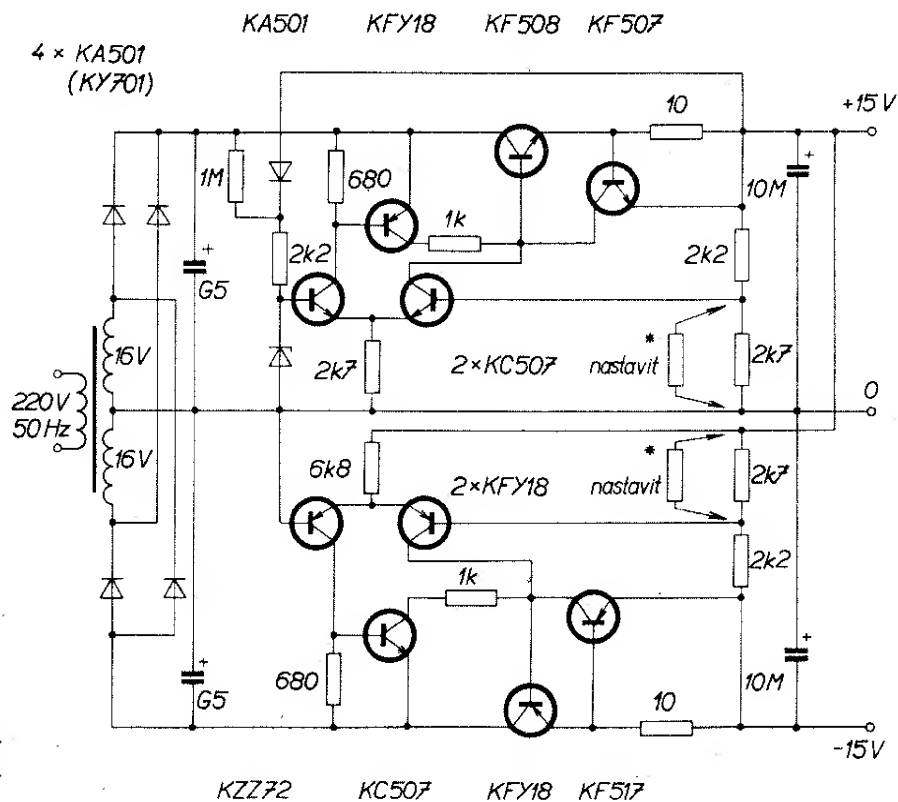 KA501 KFY18 KF508 KF507
4 × KA501
(KY701)
10
+15V
1M
680
+
10M
1k
+
2k2
2k2
G5
16V
2k7
2×KC507
*
nastavit
2k7
0
220V
50Hz
16V
6k8
2×KFY18
*
nastavit
2k7
2k2
1k
+
+
680
10
10M
G5
-15V
KZZ72 KC507 KFY18 KF517